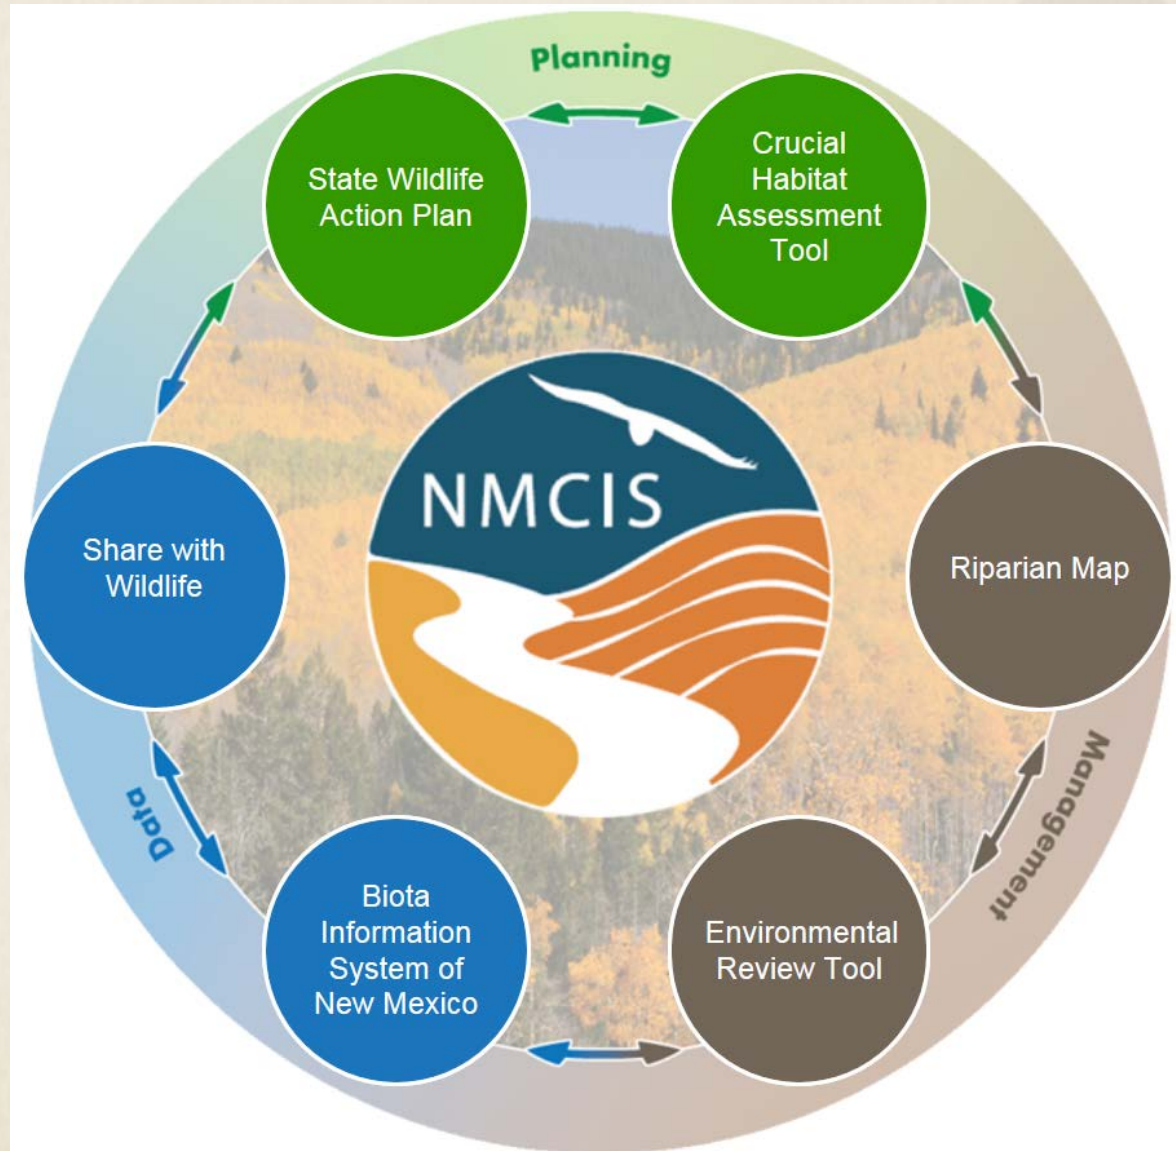 Planning
State Wildlife
Action Plan
Crucial
Habitat
Assessment
Tool
NMCIS
Share with
Wildlife
Riparian Map
Data
Management
Biota
Information
System of
New Mexico
Environmental
Review Tool